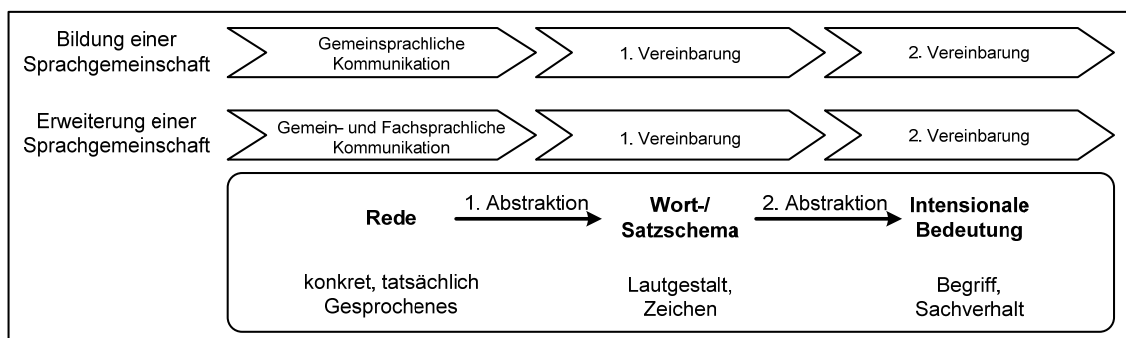 Bildung einer
Sprachgemeinschaft
Gemeinsprachliche
Kommunikation
1. Vereinbarung
2. Vereinbarung
Erweiterung einer
Sprachgemeinschaft
Gemein- und Fachsprachliche
Kommunikation
1. Vereinbarung
2. Vereinbarung
Rede
1. Abstraktion
Wort-/
Satzschema
2. Abstraktion
Intensionale
Bedeutung
konkret, tatsächlich
Gesprochenes
Lautgestalt,
Zeichen
Begriff,
Sachverhalt